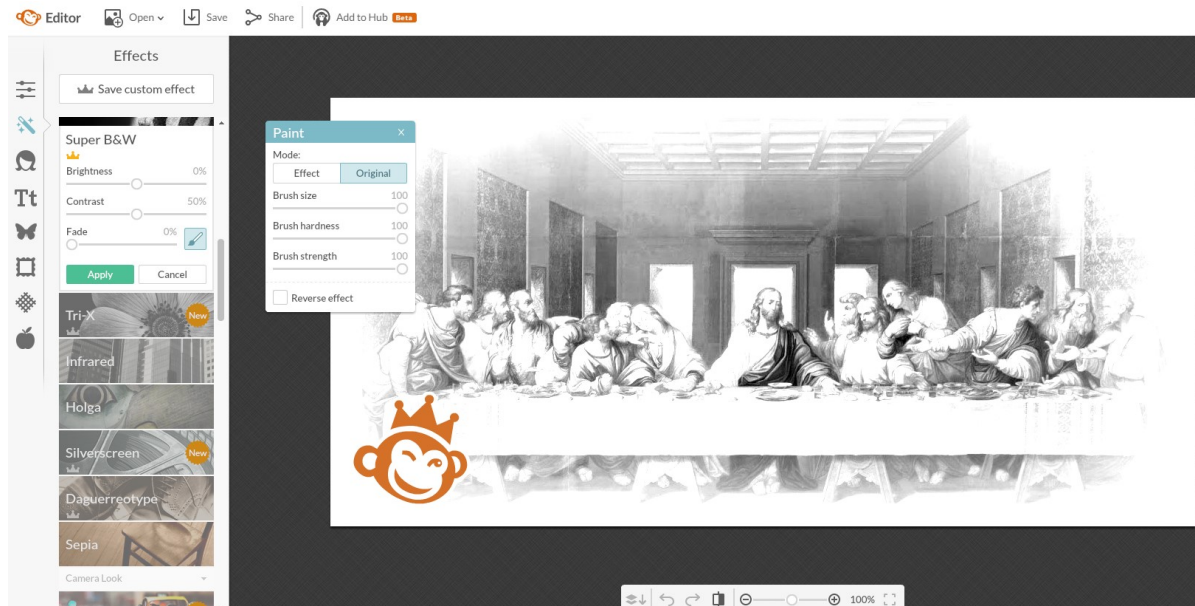 Editor
Open
Save
Share
Add to Hub Beta
Effects
Save custom effect
Super B&W
Brightness 0%
Contrast 50%
Fade 0%
Apply Cancel
Tri-X New
Infrared
Holga
Silverscreen New
Daguerreotype
Sepia
Camera Look
Tt
Paint x
Mode:
Effect Original
Brush size 100
Brush hardness 100
Brush strength 100
Reverse effect
100%